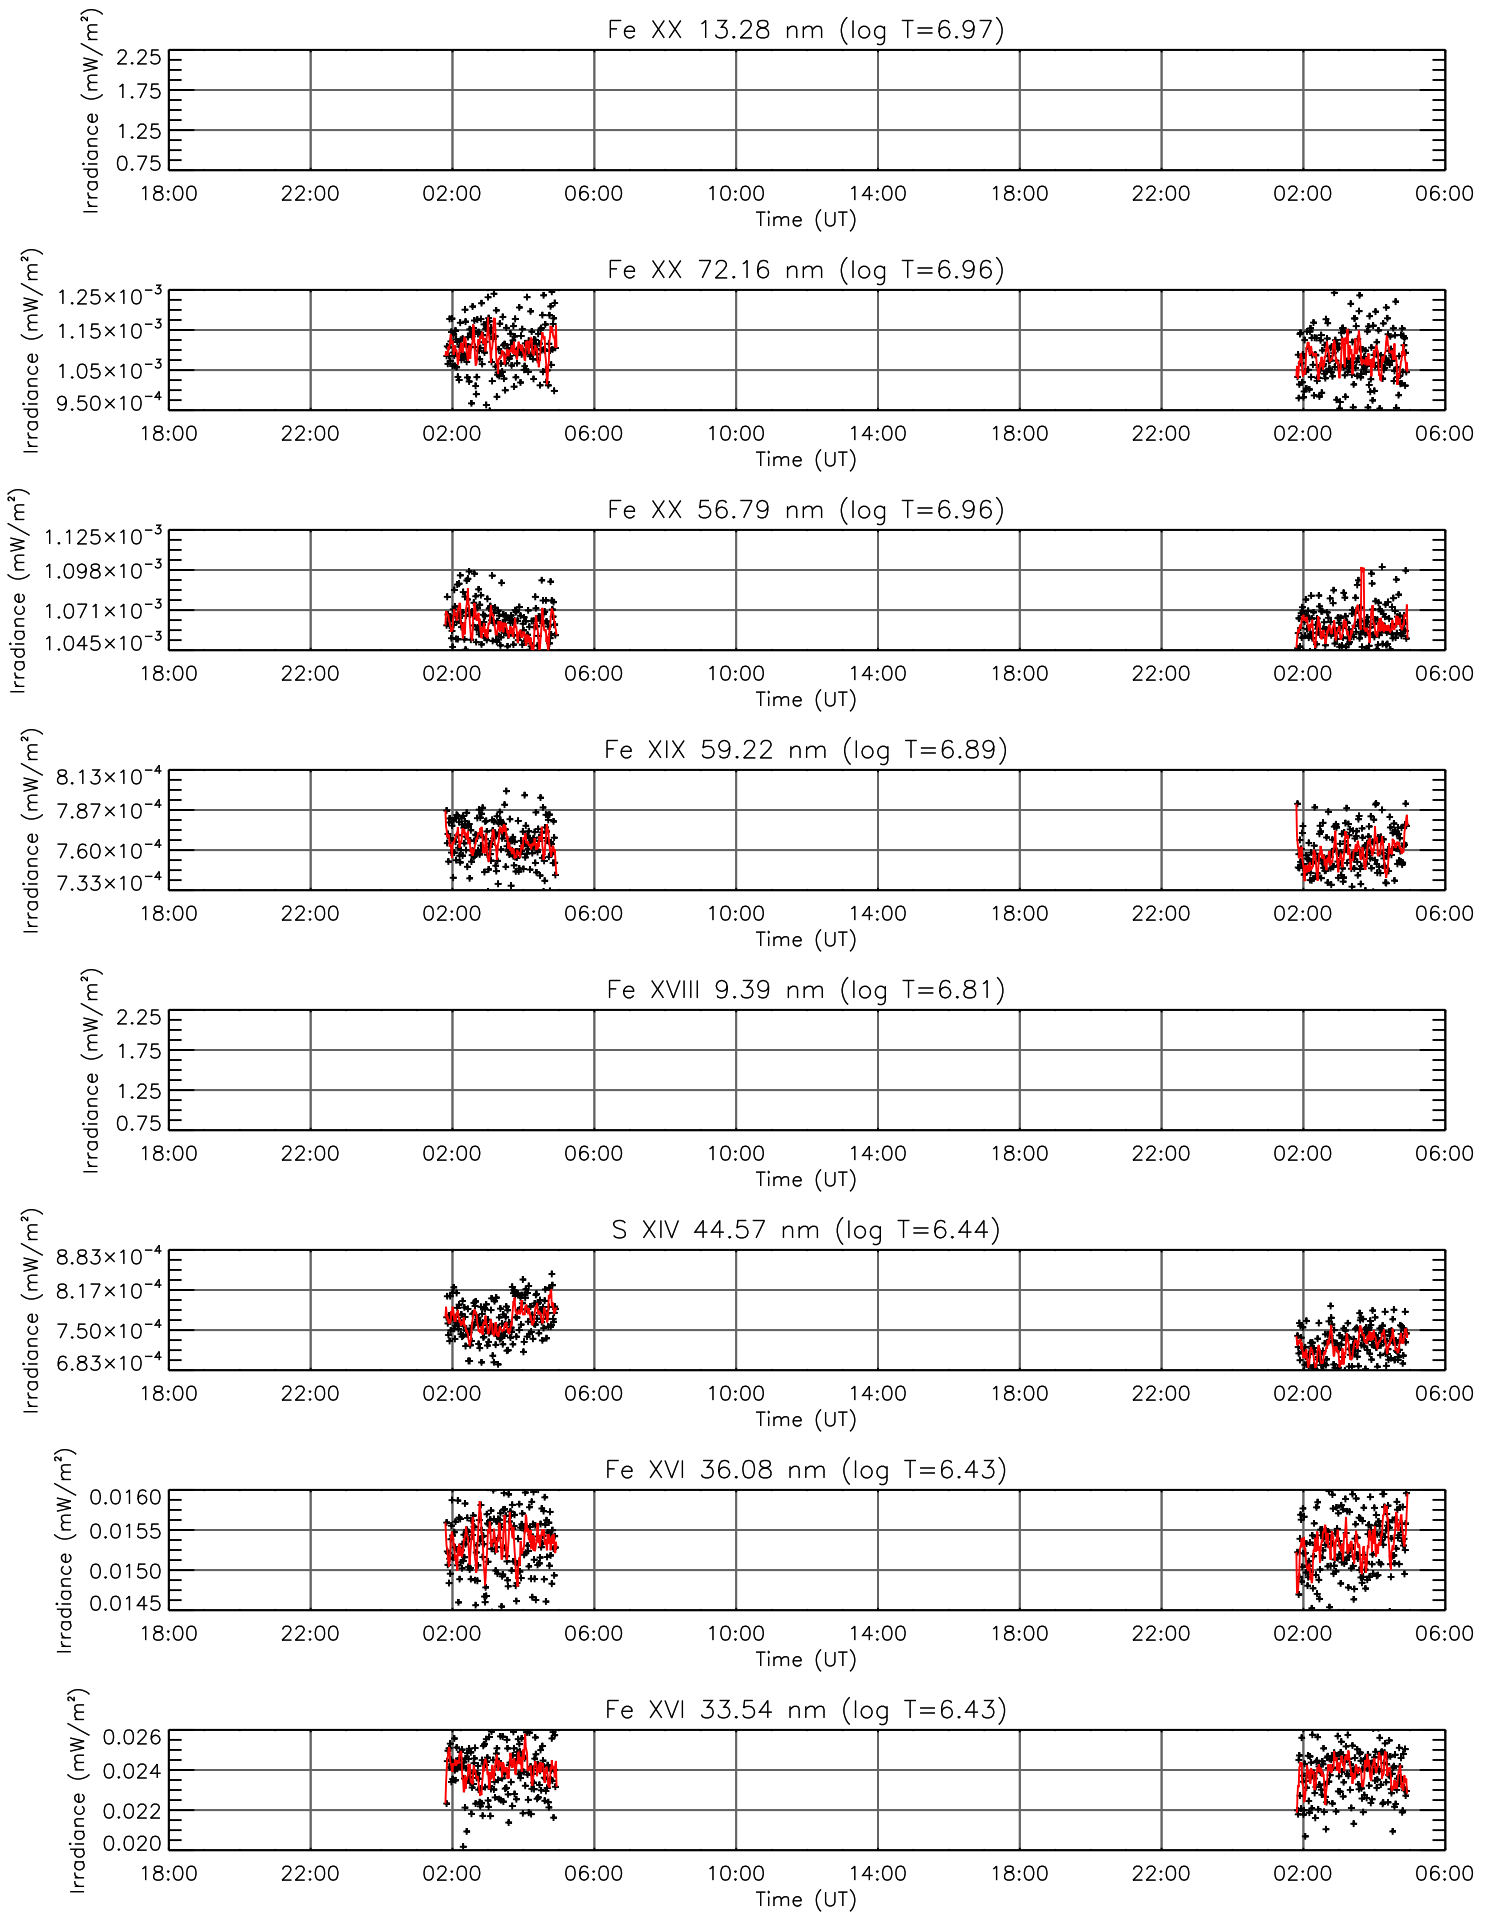 Fe XX 13.28 nm (log T=6.97)
Irradiance (mW/m²)
2.25
1.75
1.25
0.75
18:00 22:00 02:00 06:00 10:00 14:00 18:00 22:00 02:00 06:00
Time (UT)
Fe XX 72.16 nm (log T=6.96)
Irradiance (mW/m²)
1.25×10⁻³
1.15×10⁻³
1.05×10⁻³
9.50×10⁻⁴
18:00 22:00 02:00 06:00 10:00 14:00 18:00 22:00 02:00 06:00
Time (UT)
Fe XX 56.79 nm (log T=6.96)
Irradiance (mW/m²)
1.125×10⁻³
1.098×10⁻³
1.071×10⁻³
1.045×10⁻³
18:00 22:00 02:00 06:00 10:00 14:00 18:00 22:00 02:00 06:00
Time (UT)
Fe XIX 59.22 nm (log T=6.89)
Irradiance (mW/m²)
8.13×10⁻⁴
7.87×10⁻⁴
7.60×10⁻⁴
7.33×10⁻⁴
18:00 22:00 02:00 06:00 10:00 14:00 18:00 22:00 02:00 06:00
Time (UT)
Fe XVIII 9.39 nm (log T=6.81)
Irradiance (mW/m²)
2.25
1.75
1.25
0.75
18:00 22:00 02:00 06:00 10:00 14:00 18:00 22:00 02:00 06:00
Time (UT)
S XIV 44.57 nm (log T=6.44)
Irradiance (mW/m²)
8.83×10⁻⁴
8.17×10⁻⁴
7.50×10⁻⁴
6.83×10⁻⁴
18:00 22:00 02:00 06:00 10:00 14:00 18:00 22:00 02:00 06:00
Time (UT)
Fe XVI 36.08 nm (log T=6.43)
Irradiance (mW/m²)
0.0160
0.0155
0.0150
0.0145
18:00 22:00 02:00 06:00 10:00 14:00 18:00 22:00 02:00 06:00
Time (UT)
Fe XVI 33.54 nm (log T=6.43)
Irradiance (mW/m²)
0.026
0.024
0.022
0.020
18:00 22:00 02:00 06:00 10:00 14:00 18:00 22:00 02:00 06:00
Time (UT)